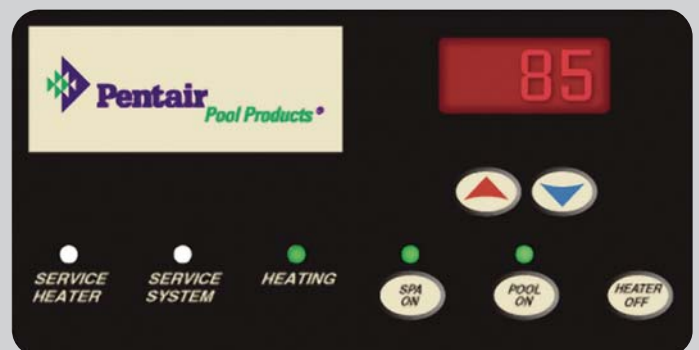 Pentair
Pool Products®
85
SERVICE
HEATER
SERVICE
SYSTEM
HEATING
SPA
ON
POOL
ON
HEATER
OFF